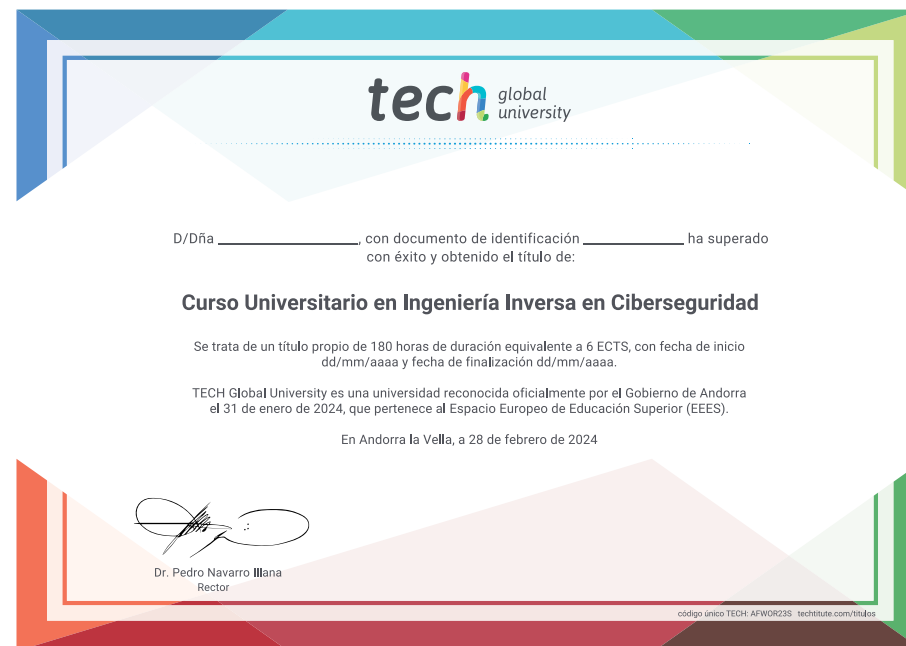 tech global university
D/Dña ______________, con documento de identificación __________ ha superado
con éxito y obtenido el título de:
Curso Universitario en Ingeniería Inversa en Ciberseguridad
Se trata de un título propio de 180 horas de duración equivalente a 6 ECTS, con fecha de inicio
dd/mm/aaaa y fecha de finalización dd/mm/aaaa.
TECH Global University es una universidad reconocida oficialmente por el Gobierno de Andorra
el 31 de enero de 2024, que pertenece al Espacio Europeo de Educación Superior (EEES).
En Andorra la Vella, a 28 de febrero de 2024
Dr. Pedro Navarro Illana
Rector
código único TECH: AFWOR23S techtitute.com/titulos